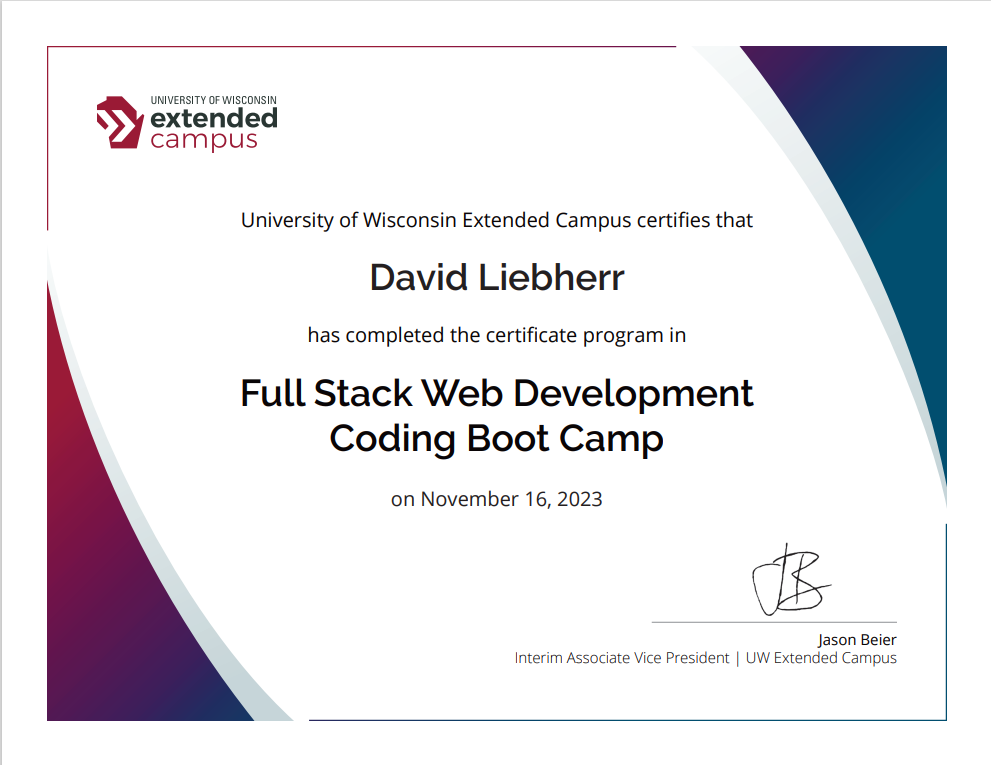 UNIVERSITY OF WISCONSIN
extended
campus
University of Wisconsin Extended Campus certifies that
David Liebherr
has completed the certificate program in
Full Stack Web Development
Coding Boot Camp
on November 16, 2023
JB
Jason Beier
Interim Associate Vice President | UW Extended Campus